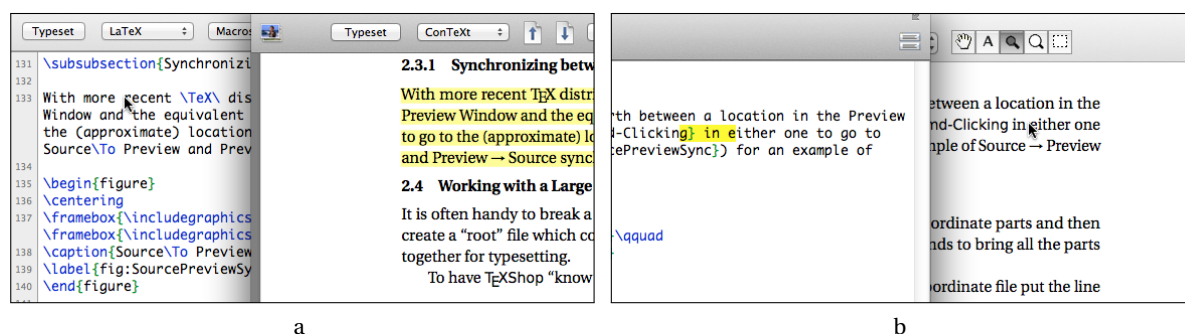 Typeset LaTeX Macro
131 \subsubsection{Synchronizi
132
133 With more recent \TeX\ dis
Window and the equivalent
the (approximate) location
Source\To Preview and Prev
134
135 \begin{figure}
136 \centering
137 \framebox{\includegraphics
\framebox{\includegraphics
138 \caption{Source\To Preview
139 \label{fig:SourcePreviewSy
140 \end{figure}
Typeset ConTeXt
2.3.1 Synchronizing betw
With more recent TEX distri
Preview Window and the eq
to go to the (approximate) lo
and Preview → Source syncl
2.4 Working with a Large
It is often handy to break a
create a “root” file which co
together for typesetting.
To have TEXShop “know
a
rth between a location in the Preview
d-Clicking} in either one to go to
cePreviewSync}) for an example of
}\qquad
}
A
etween a location in the
nd-Clicking in either one
mple of Source → Preview
ordinate parts and then
nds to bring all the parts
ordinate file put the line
b